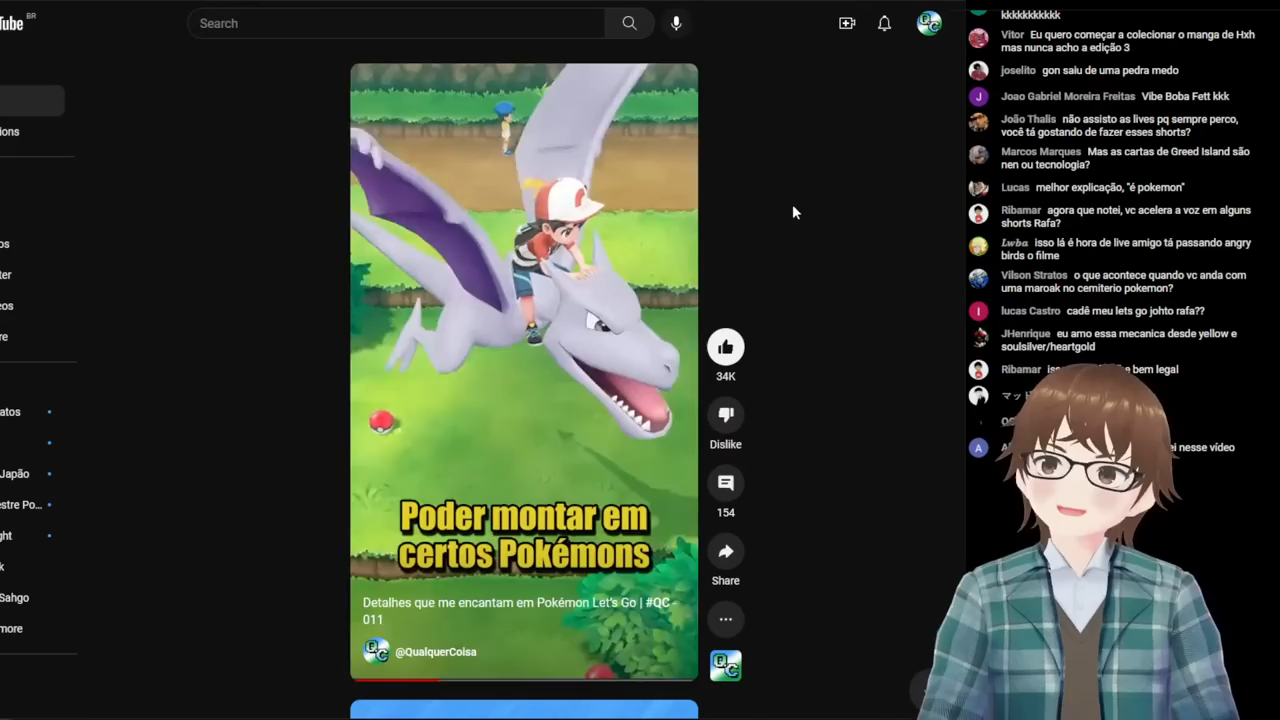 Tube BR
Search
ions
os
ter
eos
re
atos
Japão
estre Po...
ght
k
Sahgo
more
Poder montar em
certos Pokémons
Detalhes que me encantam em Pokémon Let's Go | #QC -
011
@QualquerCoisa
34K
Dislike
154
Share
kkkkkkkkkkk
Vitor Eu quero começar a colecionar o manga de Hxh
mas nunca acho a edição 3
joselito gon saiu de uma pedra medo
J Joao Gabriel Moreira Freitas Vibe Boba Fett kkk
João Thalis não assisto as lives pq sempre perco,
você tá gostando de fazer esses shorts?
Marcos Marques Mas as cartas de Greed Island são
nen ou tecnologia?
Lucas melhor explicação, "é pokemon"
Ribamar agora que notei, vc acelera a voz em alguns
shorts Rafa?
Lwba isso lá é hora de live amigo tá passando angry
birds o filme
Vilson Stratos o que acontece quando vc anda com
uma maroak no cemiterio pokemon?
I lucas Castro cadê meu lets go johto rafa??
JHenrique eu amo essa mecanica desde yellow e
soulsilver/heartgold
Ribamar e bem legal
マッド
A ei nesse vídeo